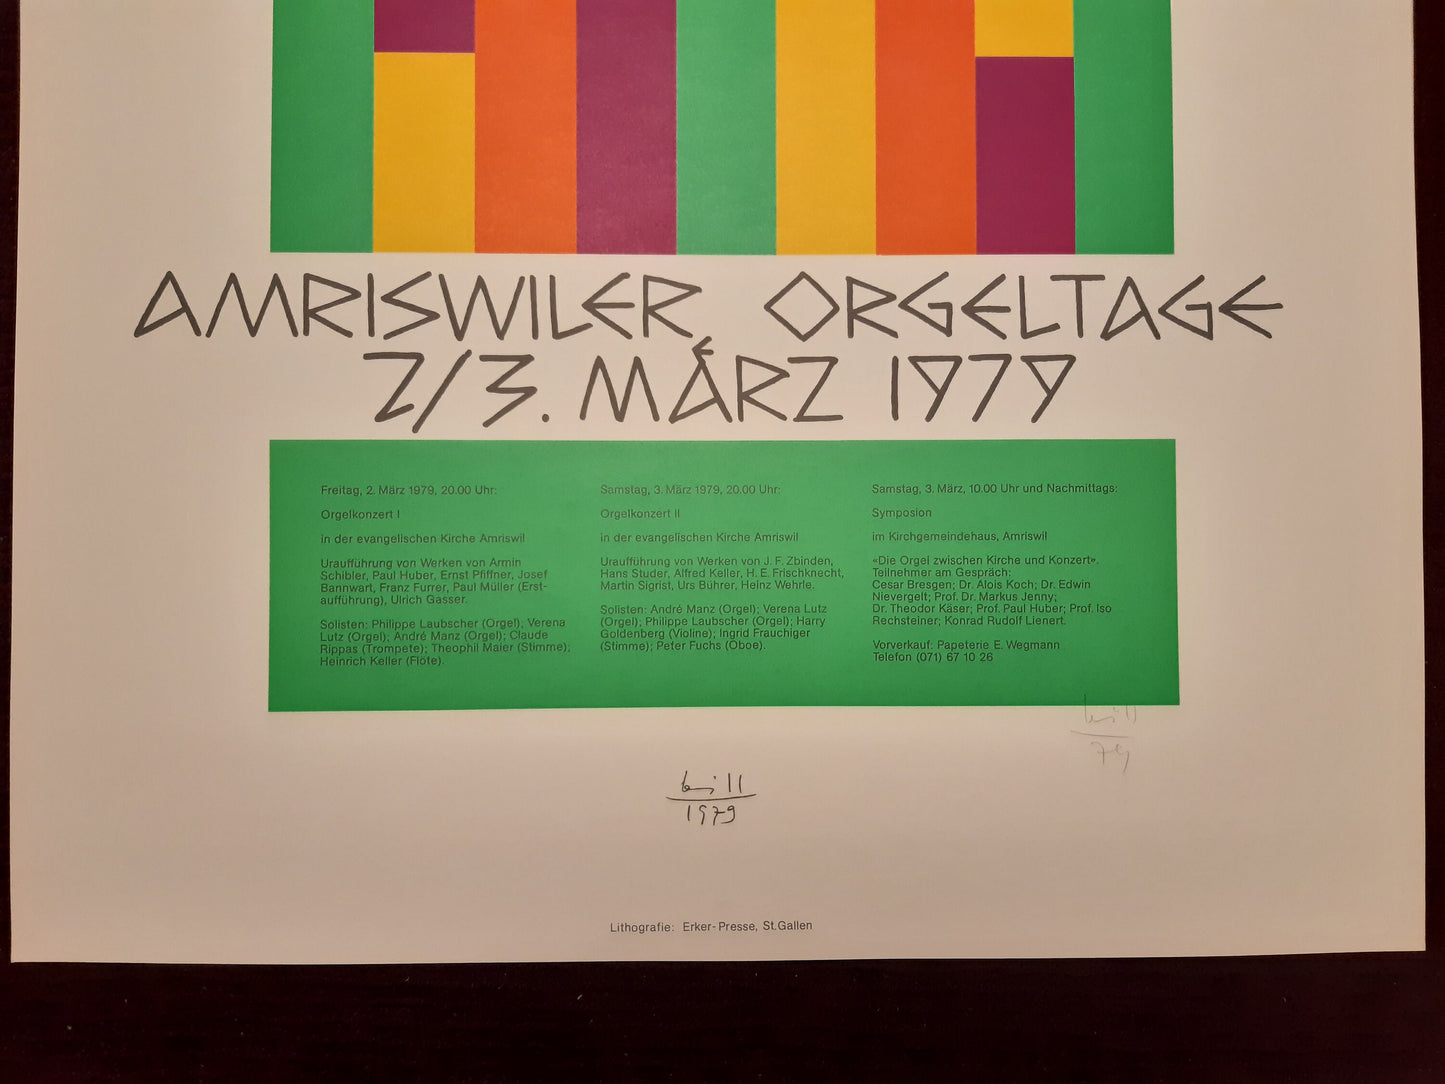 AMRISWILER ORGELTAGE
2/3. MÄRZ 1979
Freitag, 2. März 1979, 20.00 Uhr:
Orgelkonzert I
in der evangelischen Kirche Amriswil
Uraufführung von Werken von Armin
Schibler, Paul Huber, Ernst Pfiffner, Josef
Bannwart, Franz Furrer, Paul Müller (Erst-
aufführung), Ulrich Gasser.
Solisten: Philippe Laubscher (Orgel); Verena
Lutz (Orgel); André Manz (Orgel); Claude
Rippas (Trompete); Theophil Maier (Stimme);
Heinrich Keller (Flöte).
Samstag, 3. März 1979, 20.00 Uhr:
Orgelkonzert II
in der evangelischen Kirche Amriswil
Uraufführung von Werken von J. F. Zbinden,
Hans Studer, Alfred Keller, H. E. Frischknecht,
Martin Sigrist, Urs Bührer, Heinz Wehrle.
Solisten: André Manz (Orgel); Verena Lutz
(Orgel); Philippe Laubscher (Orgel); Harry
Goldenberg (Violine); Ingrid Frauchiger
(Stimme); Peter Fuchs (Oboe).
Samstag, 3. März, 10.00 Uhr und Nachmittags:
Symposion
im Kirchgemeindehaus, Amriswil
«Die Orgel zwischen Kirche und Konzert».
Teilnehmer am Gespräch:
Cesar Bresgen; Dr. Alois Koch; Dr. Edwin
Nievergelt; Prof. Dr. Markus Jenny;
Dr. Theodor Käser; Prof. Paul Huber; Prof. Iso
Rechsteiner; Konrad Rudolf Lienert.
Vorverkauf: Papeterie E. Wegmann
Telefon (071) 67 10 26
bill
79
bill
1979
Lithografie: Erker-Presse, St.Gallen